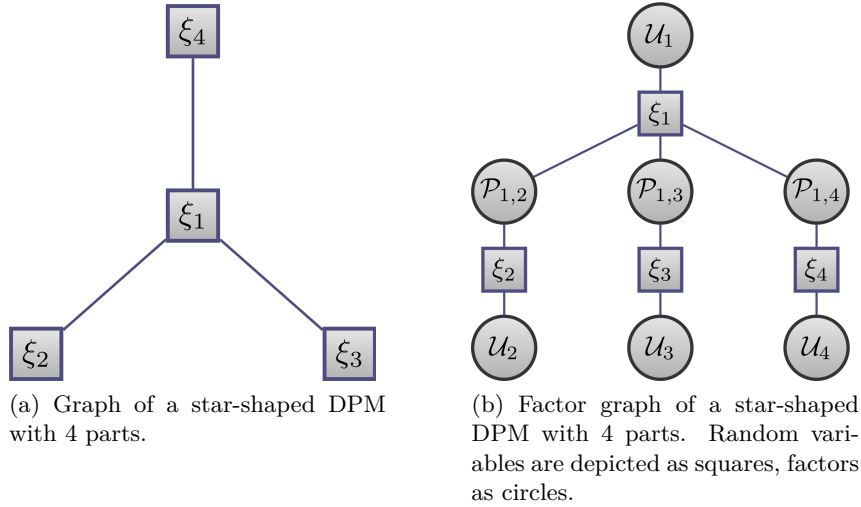 ξ₄
ξ₁
ξ₂ ξ₃
(a) Graph of a star-shaped DPM
with 4 parts.
𝒰₁
ξ₁
𝒫₁,₂ 𝒫₁,₃ 𝒫₁,₄
ξ₂ ξ₃ ξ₄
𝒰₂ 𝒰₃ 𝒰₄
(b) Factor graph of a star-shaped
DPM with 4 parts. Random vari-
ables are depicted as squares, factors
as circles.